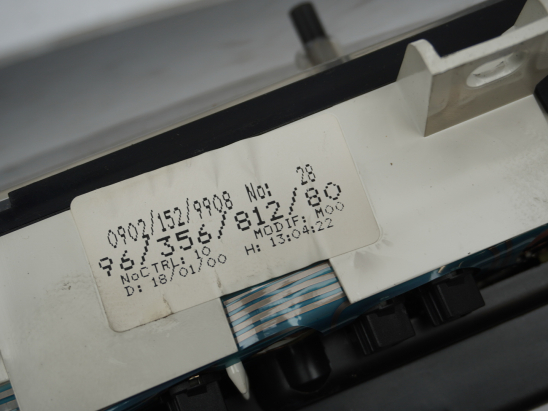 0902/152/9908 No: 28
96/356/812/80
NoCTRL: 10 MODIF: M00
D: 18/01/00 H: 13:04:22